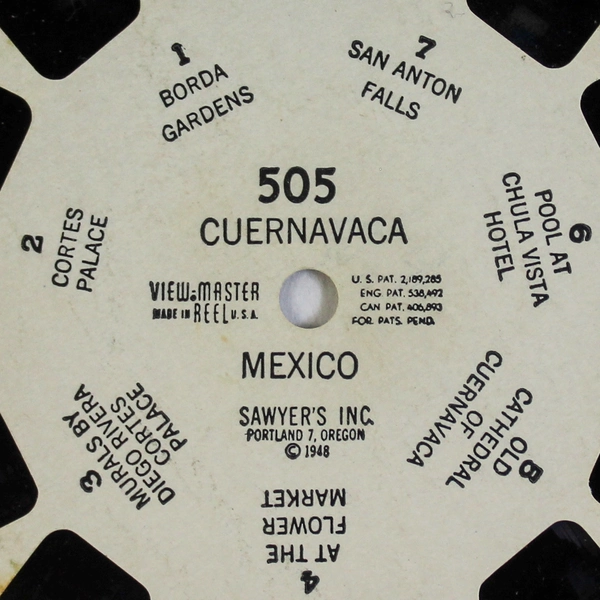 1
BORDA
GARDENS
7
SAN ANTON
FALLS
505
CUERNAVACA
2
CORTES
PALACE
6
POOL AT
CHULA VISTA
HOTEL
VIEW-MASTER
MADE IN REEL U.S.A.
U.S. PAT. 2,189,285
ENG PAT. 538,492
CAN PAT. 406,893
FOR. PATS. PEND.
MEXICO
SAWYER'S INC.
PORTLAND 7, OREGON
© 1948
3
MURALS BY
DIEGO RIVERA
CORTES
PALACE
4
AT THE
FLOWER
MARKET
5
OLD
CATHEDRAL
OF
CUERNAVACA